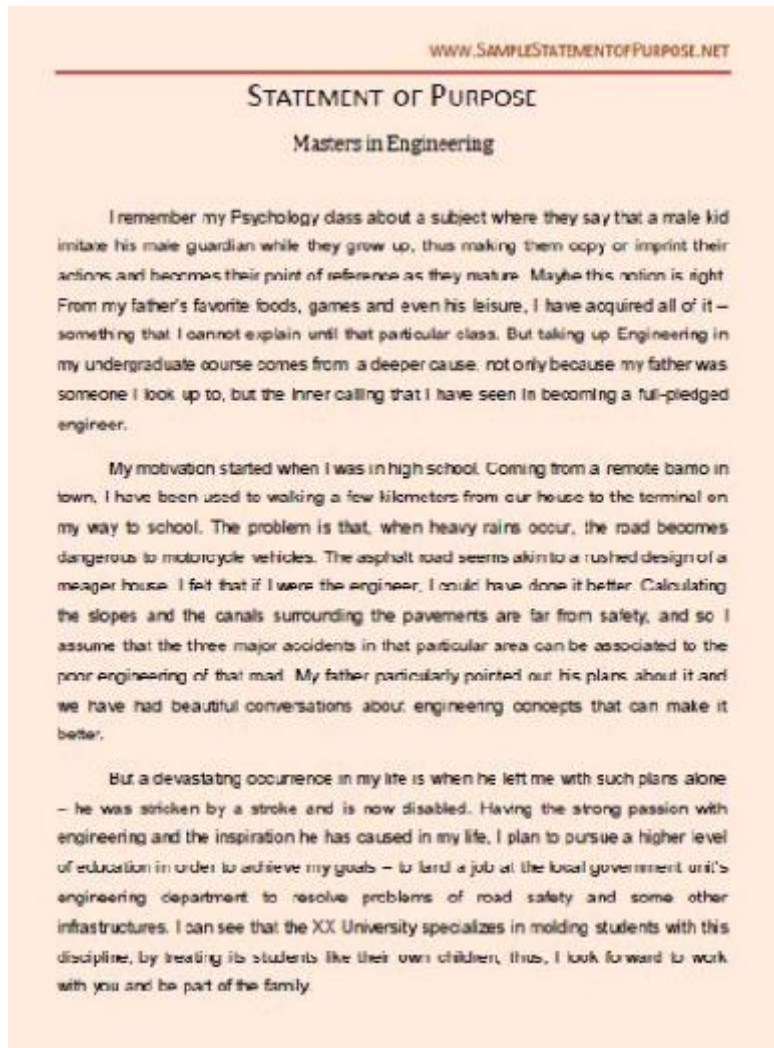 WWW.SAMPLESTATEMENTOFPURPOSE.NET
STATEMENT OF PURPOSE
Masters in Engineering
I remember my Psychology class about a subject where they say that a male kid
imitate his male guardian while they grow up, thus making them copy or imprint their
actions and becomes their point of reference as they mature. Maybe this notion is right.
From my father's favorite foods, games and even his leisure, I have acquired all of it –
something that I cannot explain until that particular class. But taking up Engineering in
my undergraduate course comes from a deeper cause, not only because my father was
someone I look up to, but the inner calling that I have seen in becoming a full-pledged
engineer.
My motivation started when I was in high school. Coming from a remote barrio in
town, I have been used to walking a few kilometers from our house to the terminal on
my way to school. The problem is that, when heavy rains occur, the road becomes
dangerous to motorcycle vehicles. The asphalt road seems akin to a rushed design of a
meager house. I felt that if I were the engineer, I could have done it better. Calculating
the slopes and the canals surrounding the pavements are far from safety, and so I
assume that the three major accidents in that particular area can be associated to the
poor engineering of that road. My father particularly pointed out his plans about it and
we have had beautiful conversations about engineering concepts that can make it
better.
But a devastating occurrence in my life is when he left me with such plans alone
– he was stricken by a stroke and is now disabled. Having the strong passion with
engineering and the inspiration he has caused in my life, I plan to pursue a higher level
of education in order to achieve my goals – to land a job at the local government unit's
engineering department to resolve problems of road safety and some other
infrastructures. I can see that the XX University specializes in molding students with this
discipline, by treating its students like their own children, thus, I look forward to work
with you and be part of the family.